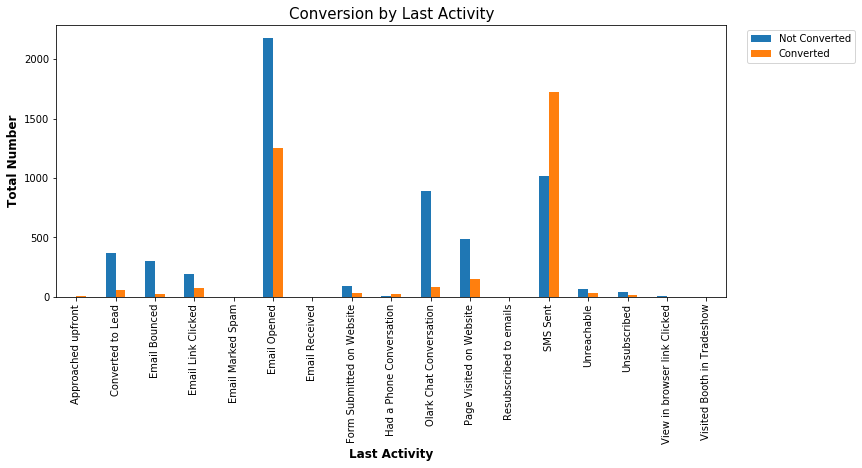 Conversion by Last Activity
Not Converted
Converted
Total Number
2000
1500
1000
500
0
Approached upfront
Converted to Lead
Email Bounced
Email Link Clicked
Email Marked Spam
Email Opened
Email Received
Form Submitted on Website
Had a Phone Conversation
Olark Chat Conversation
Page Visited on Website
Resubscribed to emails
SMS Sent
Unreachable
Unsubscribed
View in browser link Clicked
Visited Booth in Tradeshow
Last Activity